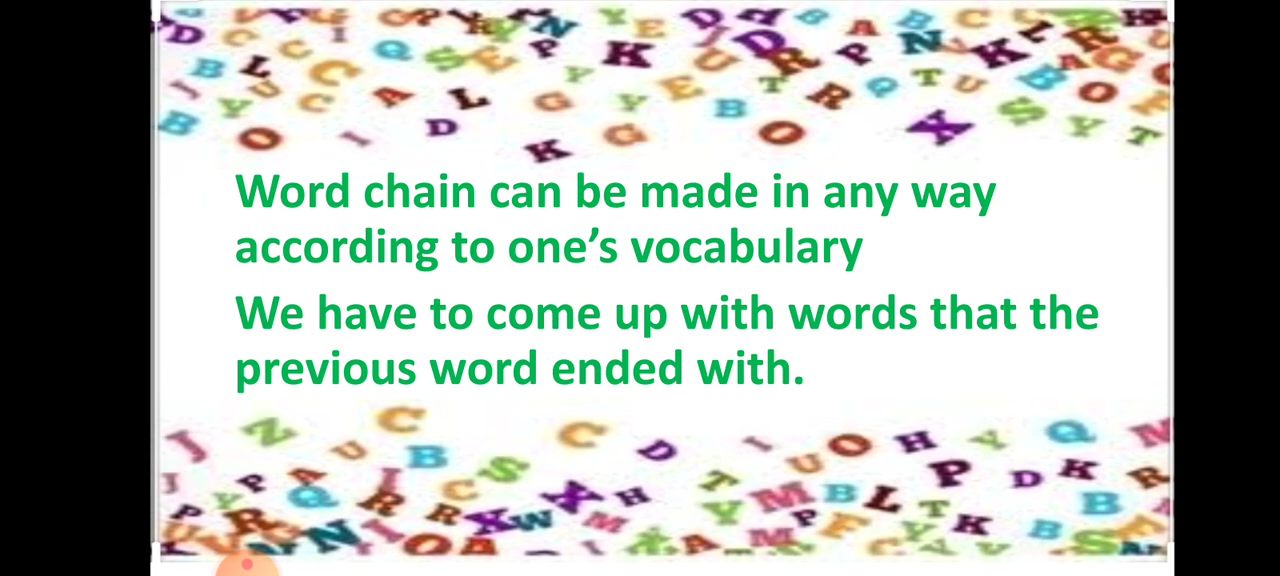 Word chain can be made in any way
according to one’s vocabulary
We have to come up with words that the
previous word ended with.